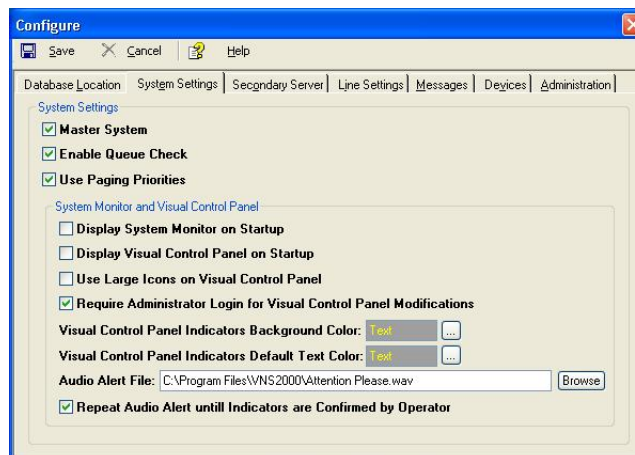 Configure
Save Cancel Help
Database Location System Settings Secondary Server Line Settings Messages Devices Administration
System Settings
Master System
Enable Queue Check
Use Paging Priorities
System Monitor and Visual Control Panel
Display System Monitor on Startup
Display Visual Control Panel on Startup
Use Large Icons on Visual Control Panel
Require Administrator Login for Visual Control Panel Modifications
Visual Control Panel Indicators Background Color: Text ...
Visual Control Panel Indicators Default Text Color: Text ...
Audio Alert File: C:\Program Files\VNS2000\Attention Please.wav Browse
Repeat Audio Alert untill Indicators are Confirmed by Operator